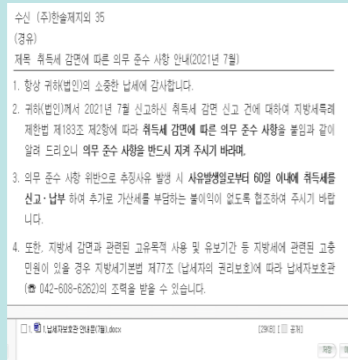 수신 (주)한솔제지외 35
(경유)
제목 취득세 감면에 따른 의무 준수 사항 안내(2021년 7월)
1. 항상 귀하(법인)의 소중한 납세에 감사합니다.
2. 귀하(법인)께서 2021년 7월 신고하신 취득세 감면 신고 건에 대하여 지방세특례
제한법 제183조 제2항에 따라 취득세 감면에 따른 의무 준수 사항을 붙임과 같이
알려 드리오니 의무 준수 사항을 반드시 지켜 주시기 바라며,
3. 의무 준수 사항 위반으로 추징사유 발생 시 사유발생일로부터 60일 이내에 취득세를
신고·납부 하여 추가로 가산세를 부담하는 불이익이 없도록 협조하여 주시기 바랍
니다.
4. 또한, 지방세 감면과 관련된 고유목적 사용 및 유보기간 등 지방세에 관련된 고충
민원이 있을 경우 지방세기본법 제77조 (납세자의 권리보호)에 따라 납세자보호관
(☎ 042-608-6262)의 조력을 받을 수 있습니다.
1. 1.납세자보호관 안내문(7월).docx [29KB] [ 공개]
저장